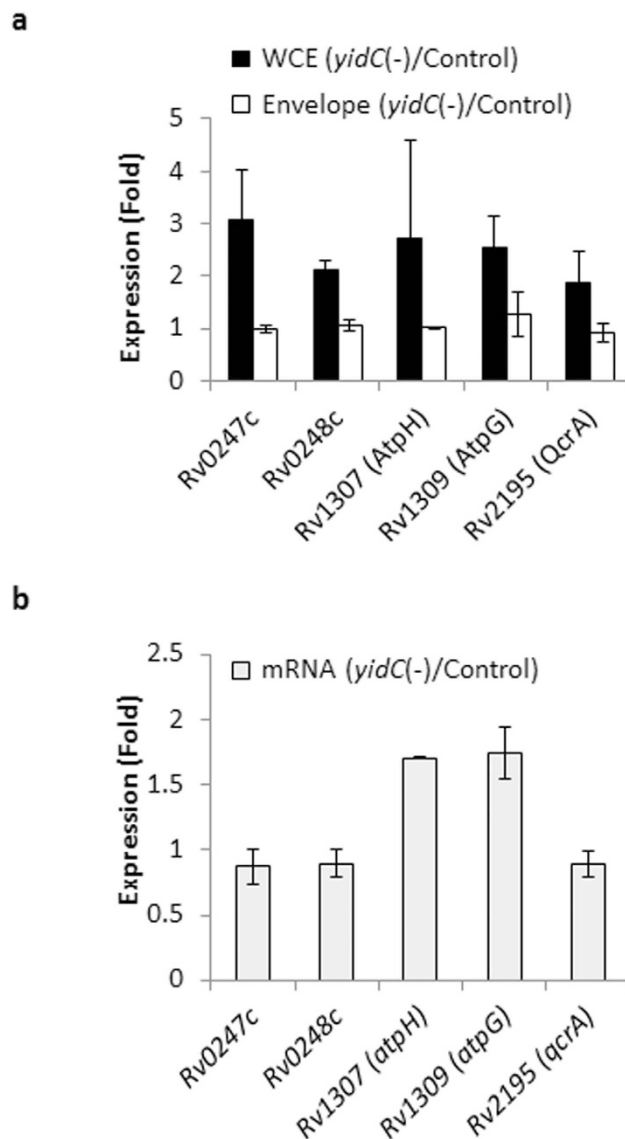 a
WCE (yidC(-)/Control)
Envelope (yidC(-)/Control)
Expression (Fold)
5
4
3
2
1
0
Rv0247c
Rv0248c
Rv1307 (AtpH)
Rv1309 (AtpG)
Rv2195 (QcrA)
b
mRNA (yidC(-)/Control)
Expression (Fold)
2.5
2
1.5
1
0.5
0
Rv0247c
Rv0248c
Rv1307 (atpH)
Rv1309 (atpG)
Rv2195 (qcrA)